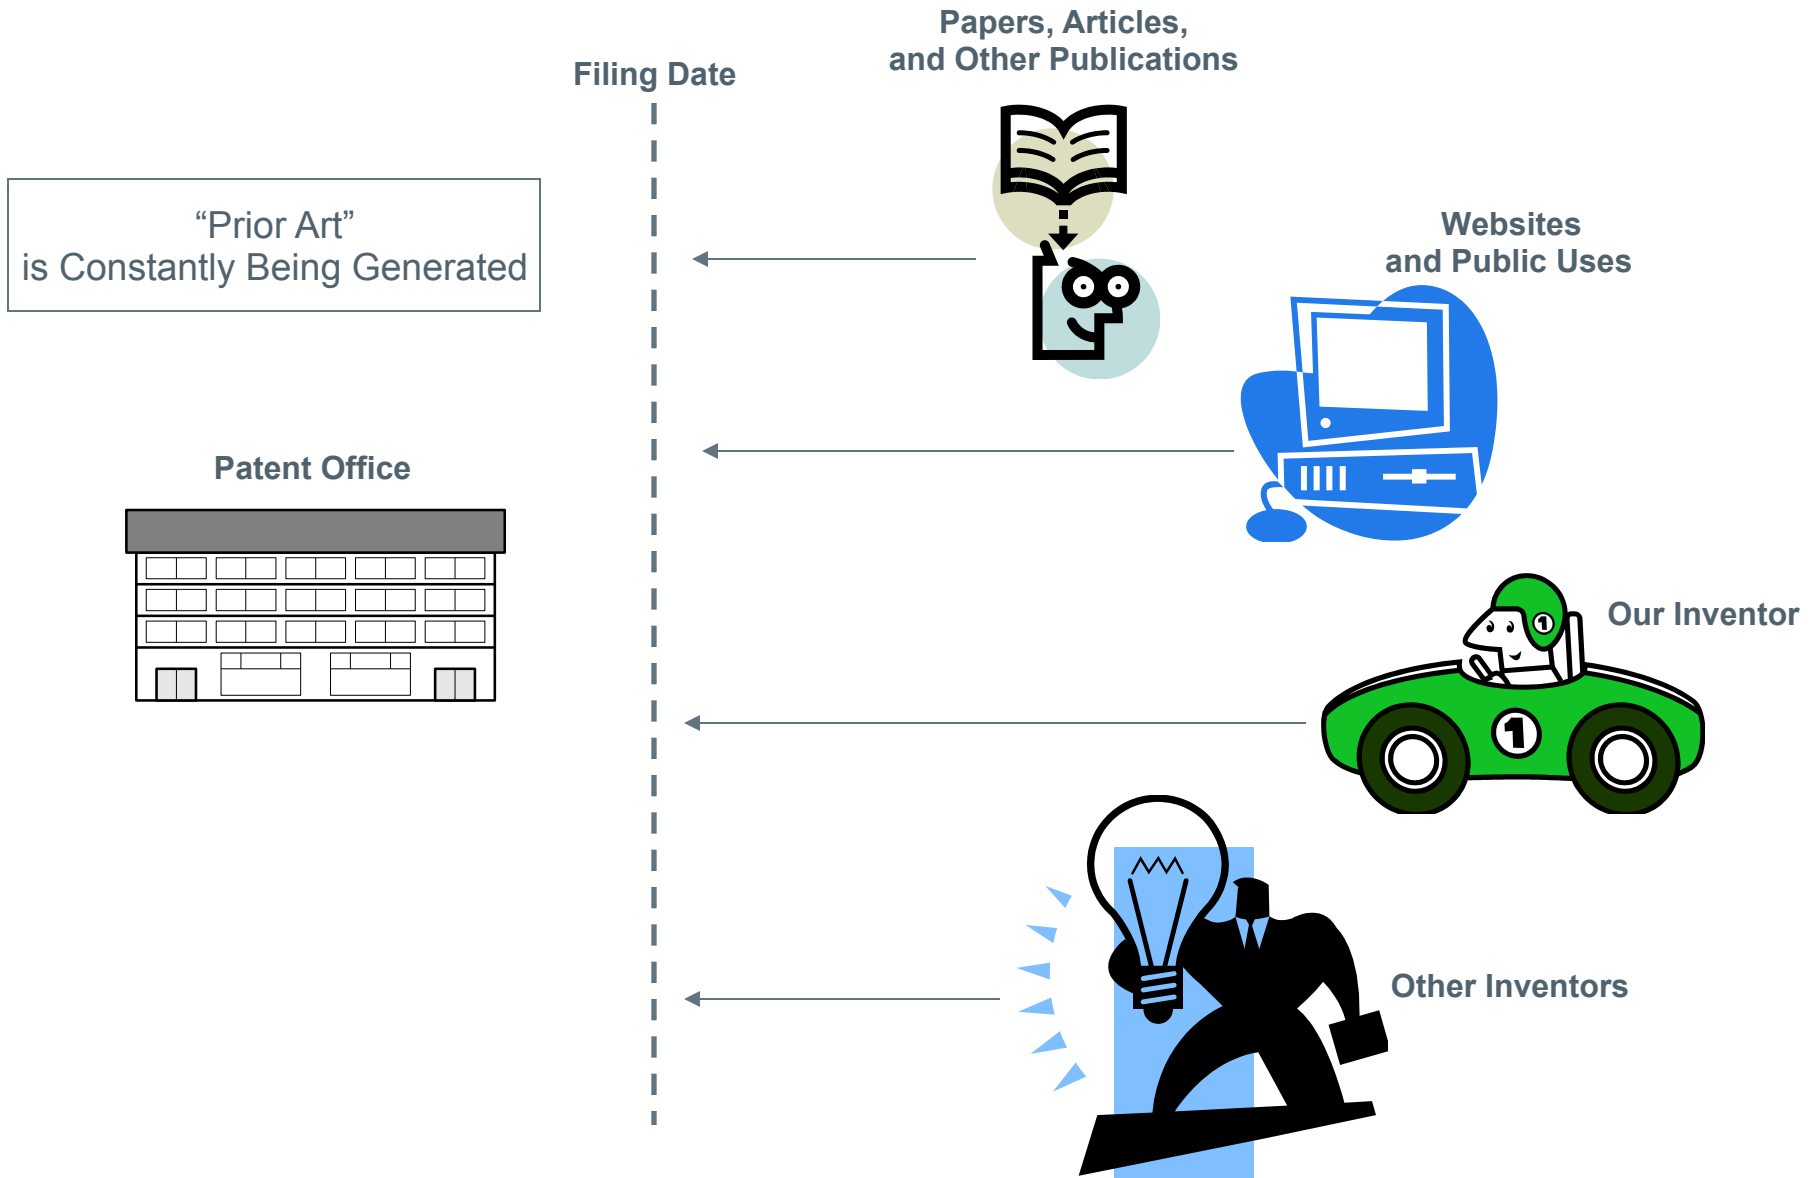 Papers, Articles,
and Other Publications
Filing Date
“Prior Art”
is Constantly Being Generated
Websites
and Public Uses
Patent Office
Our Inventor
1
1
Other Inventors